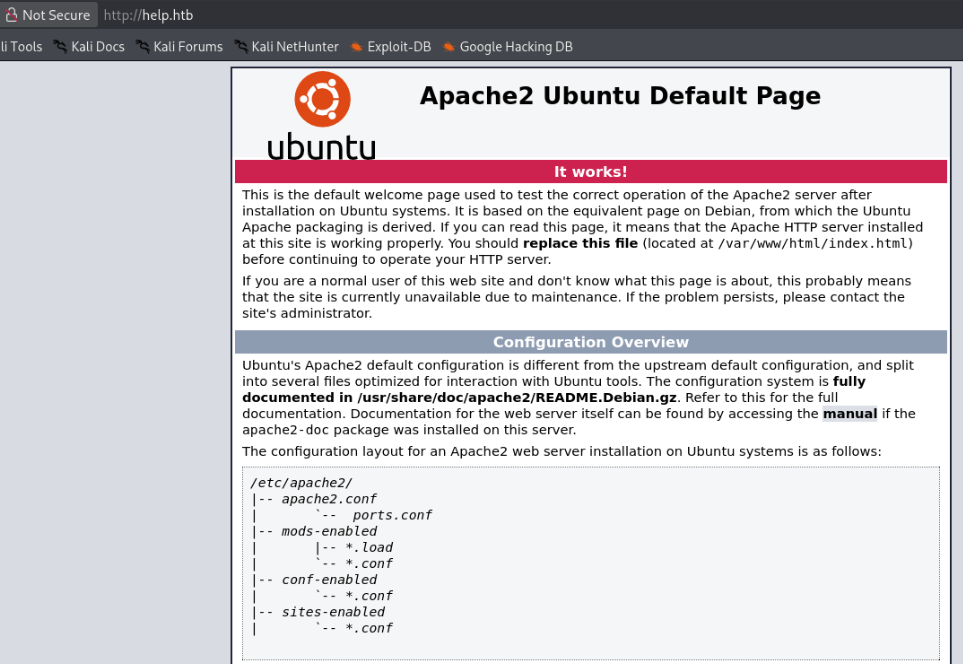 Not Secure http://help.htb
li Tools Kali Docs Kali Forums Kali NetHunter Exploit-DB Google Hacking DB
ubuntu
Apache2 Ubuntu Default Page
It works!
This is the default welcome page used to test the correct operation of the Apache2 server after
installation on Ubuntu systems. It is based on the equivalent page on Debian, from which the Ubuntu
Apache packaging is derived. If you can read this page, it means that the Apache HTTP server installed
at this site is working properly. You should replace this file (located at /var/www/html/index.html)
before continuing to operate your HTTP server.
If you are a normal user of this web site and don't know what this page is about, this probably means
that the site is currently unavailable due to maintenance. If the problem persists, please contact the
site's administrator.
Configuration Overview
Ubuntu's Apache2 default configuration is different from the upstream default configuration, and split
into several files optimized for interaction with Ubuntu tools. The configuration system is fully
documented in /usr/share/doc/apache2/README.Debian.gz. Refer to this for the full
documentation. Documentation for the web server itself can be found by accessing the manual if the
apache2-doc package was installed on this server.
The configuration layout for an Apache2 web server installation on Ubuntu systems is as follows:
/etc/apache2/
|-- apache2.conf
|       `--  ports.conf
|-- mods-enabled
|       |-- *.load
|       `-- *.conf
|-- conf-enabled
|       `-- *.conf
|-- sites-enabled
|       `-- *.conf